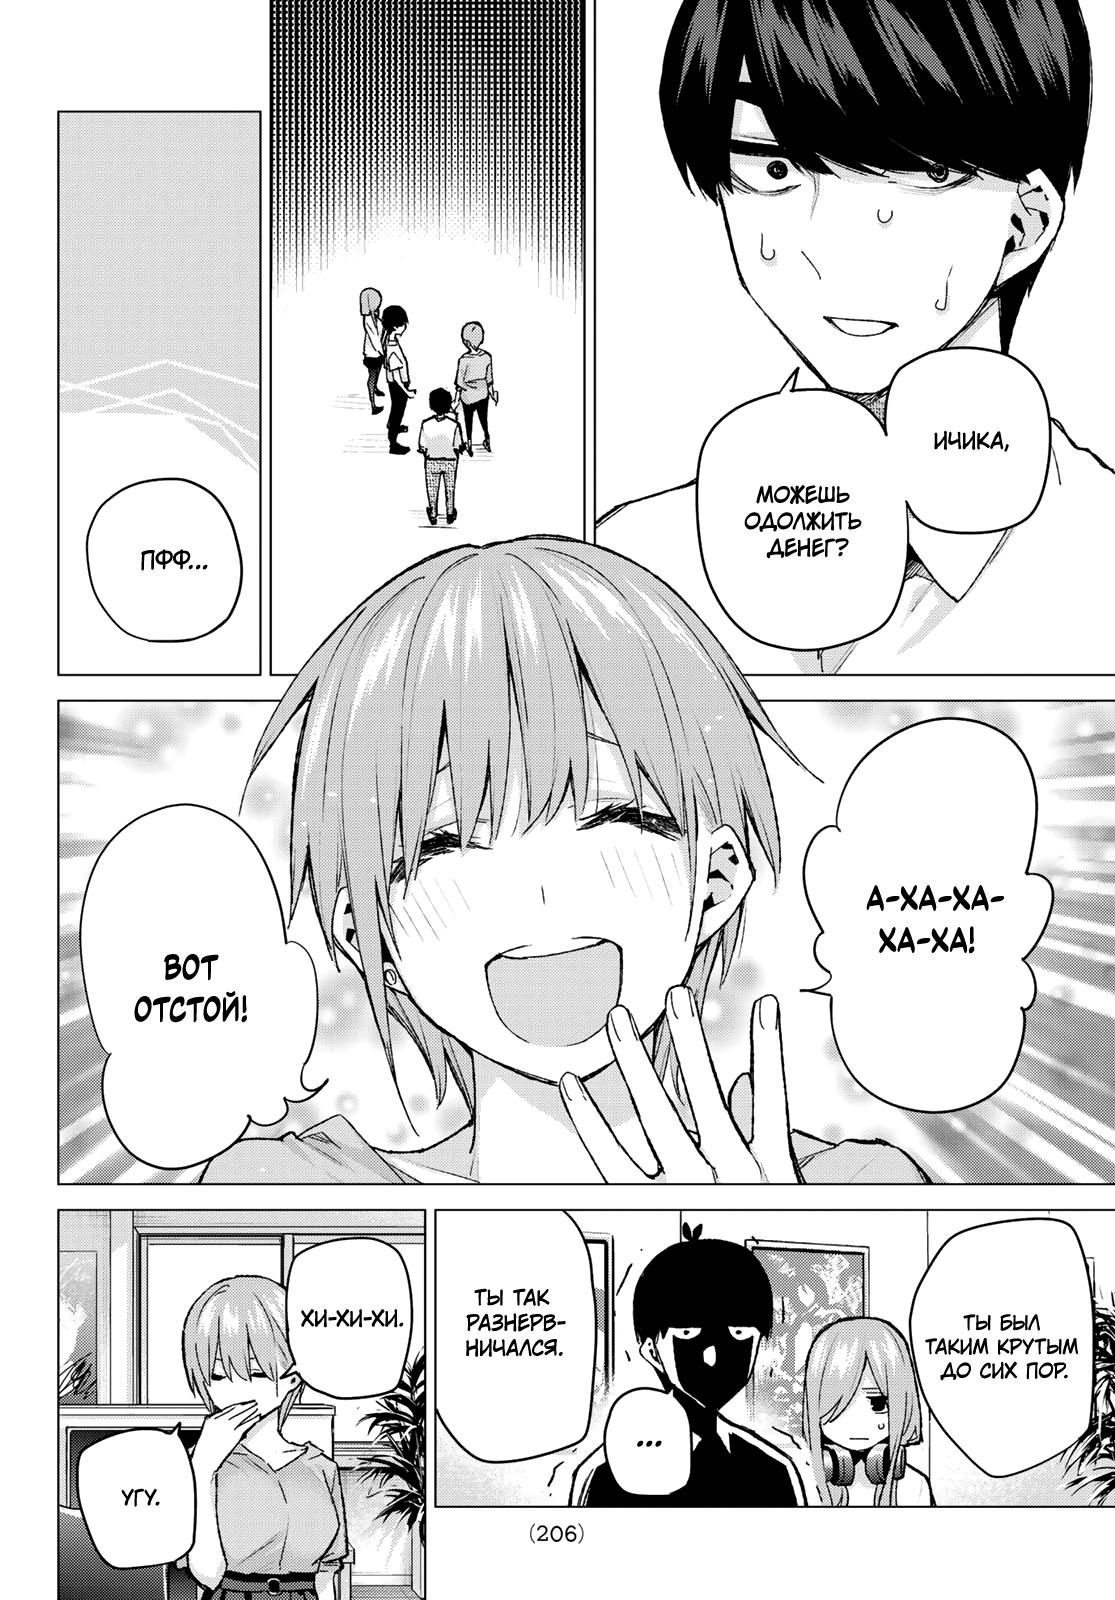 ИЧИКА,
МОЖЕШЬ
ОДОЛЖИТЬ
ДЕНЕГ?
ПФФ...
А-ХА-ХА-
ХА-ХА!
ВОТ
ОТСТОЙ!
ТЫ БЫЛ
ТАКИМ КРУТЫМ
ДО СИХ ПОР.
...
ТЫ ТАК
РАЗНЕРВ-
НИЧАЛСЯ.
ХИ-ХИ-ХИ.
УГУ.
(206)